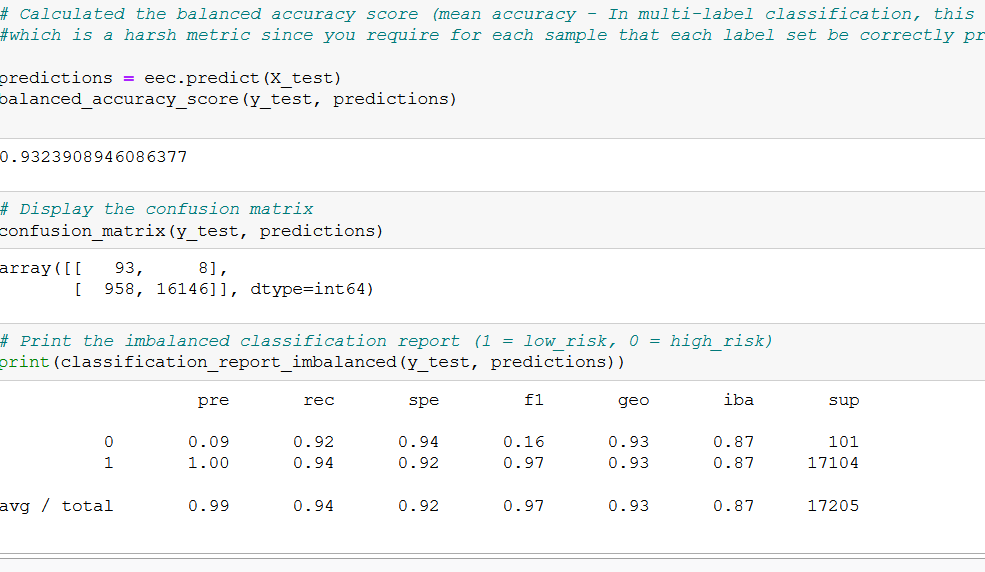 # Calculated the balanced accuracy score (mean accuracy - In multi-label classification, this
#which is a harsh metric since you require for each sample that each label set be correctly pr
predictions = eec.predict(X_test)
balanced_accuracy_score(y_test, predictions)
0.9323908946086377
# Display the confusion matrix
confusion_matrix(y_test, predictions)
array([[   93,     8],
       [  958, 16146]], dtype=int64)
# Print the imbalanced classification report (1 = low_risk, 0 = high_risk)
print(classification_report_imbalanced(y_test, predictions))
pre rec spe f1 geo iba sup
0 0.09 0.92 0.94 0.16 0.93 0.87 101
1 1.00 0.94 0.92 0.97 0.93 0.87 17104
avg / total 0.99 0.94 0.92 0.97 0.93 0.87 17205